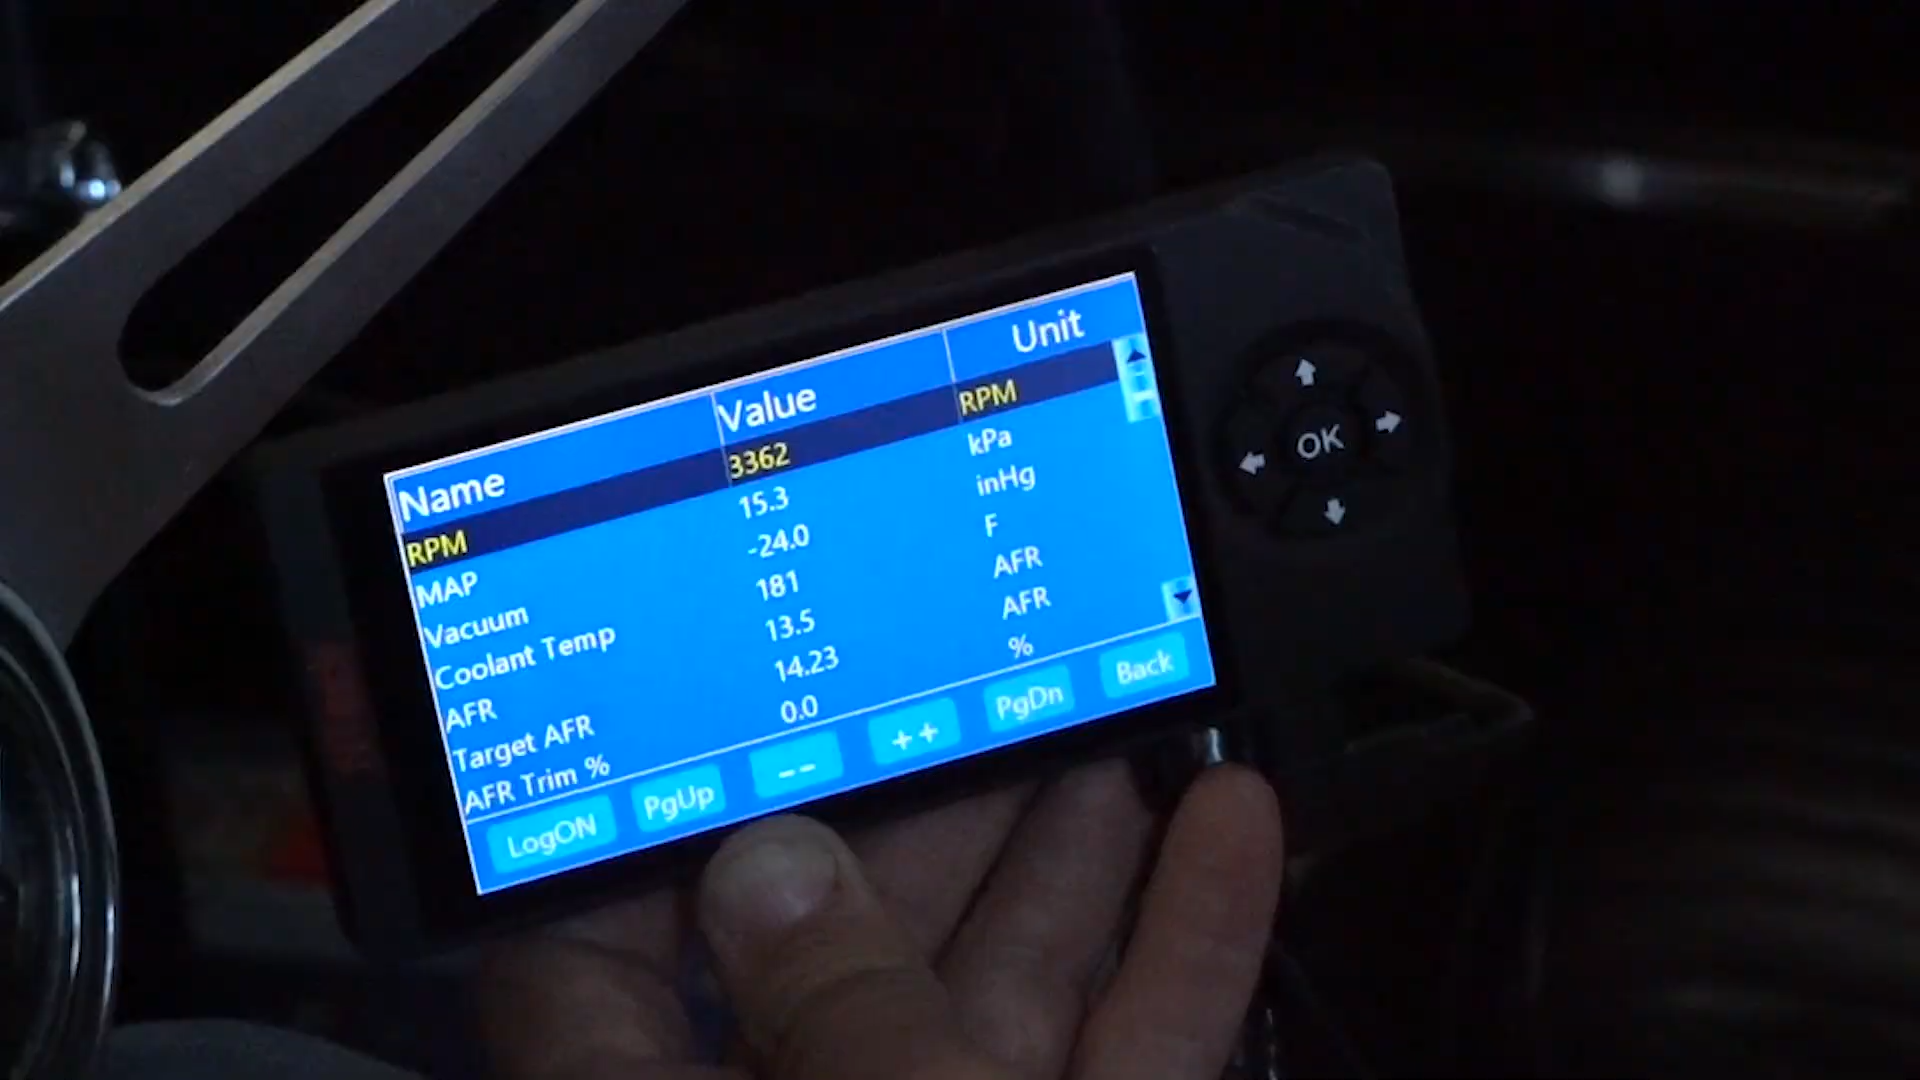 Name Value Unit
RPM 3362 RPM
MAP 15.3 kPa
Vacuum -24.0 inHg
Coolant Temp 181 F
AFR 13.5 AFR
Target AFR 14.23 AFR
AFR Trim % 0.0 %
LogON PgUp -- ++ PgDn Back
OK